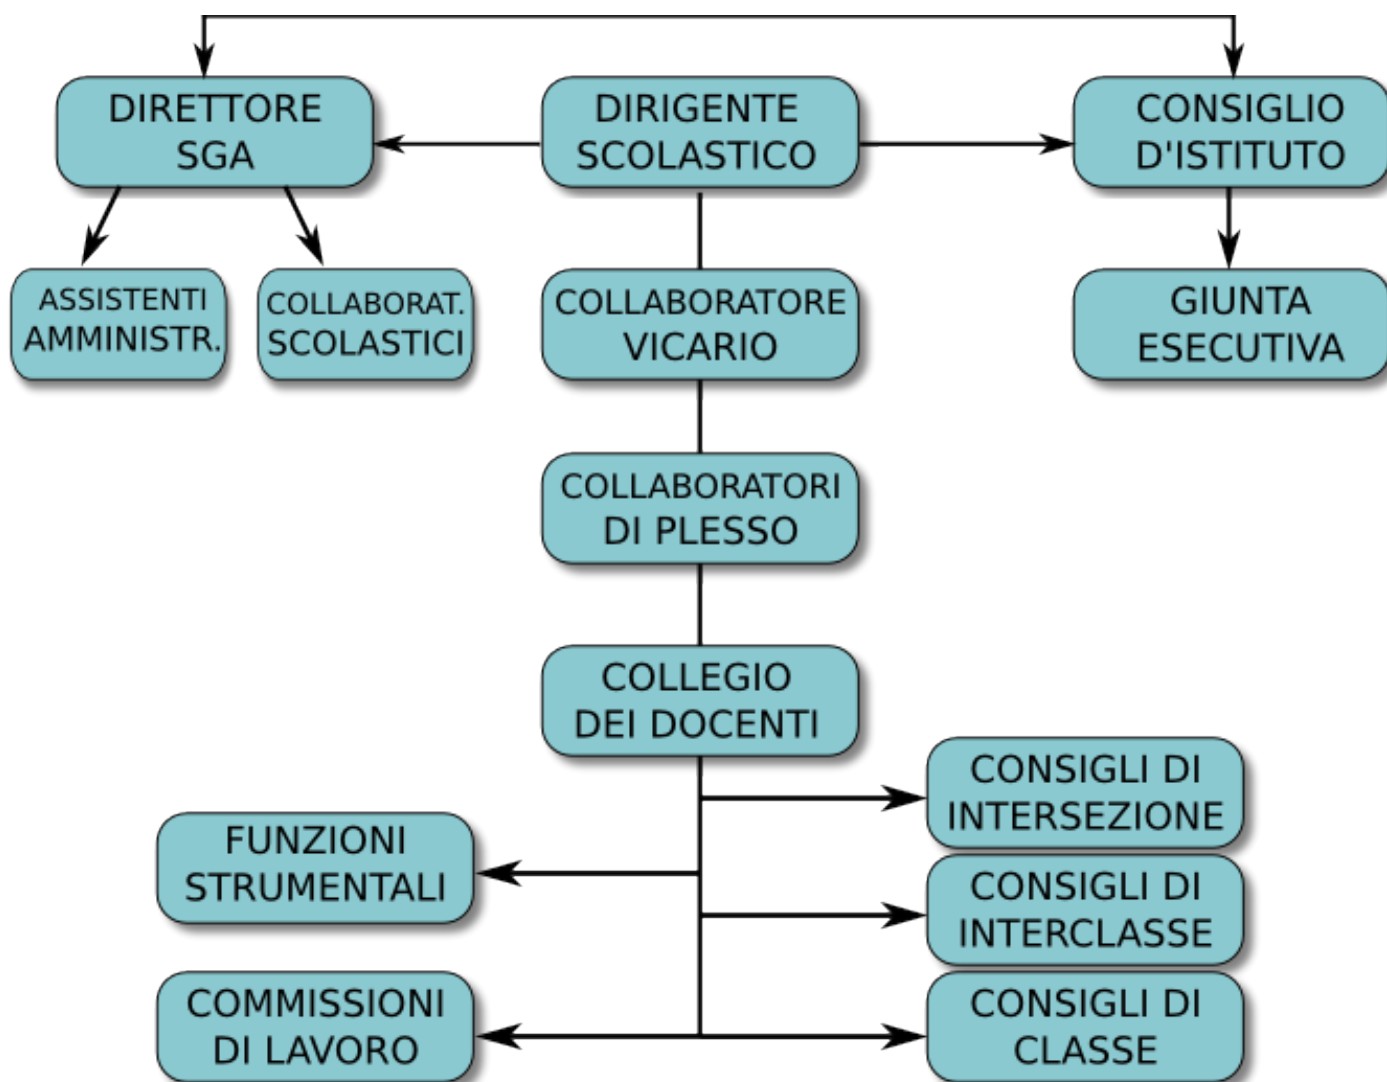 DIRETTORE
SGA
DIRIGENTE
SCOLASTICO
CONSIGLIO
D'ISTITUTO
ASSISTENTI
AMMINISTR.
COLLABORAT.
SCOLASTICI
COLLABORATORE
VICARIO
GIUNTA
ESECUTIVA
COLLABORATORI
DI PLESSO
COLLEGIO
DEI DOCENTI
CONSIGLI DI
INTERSEZIONE
FUNZIONI
STRUMENTALI
CONSIGLI DI
INTERCLASSE
COMMISSIONI
DI LAVORO
CONSIGLI DI
CLASSE